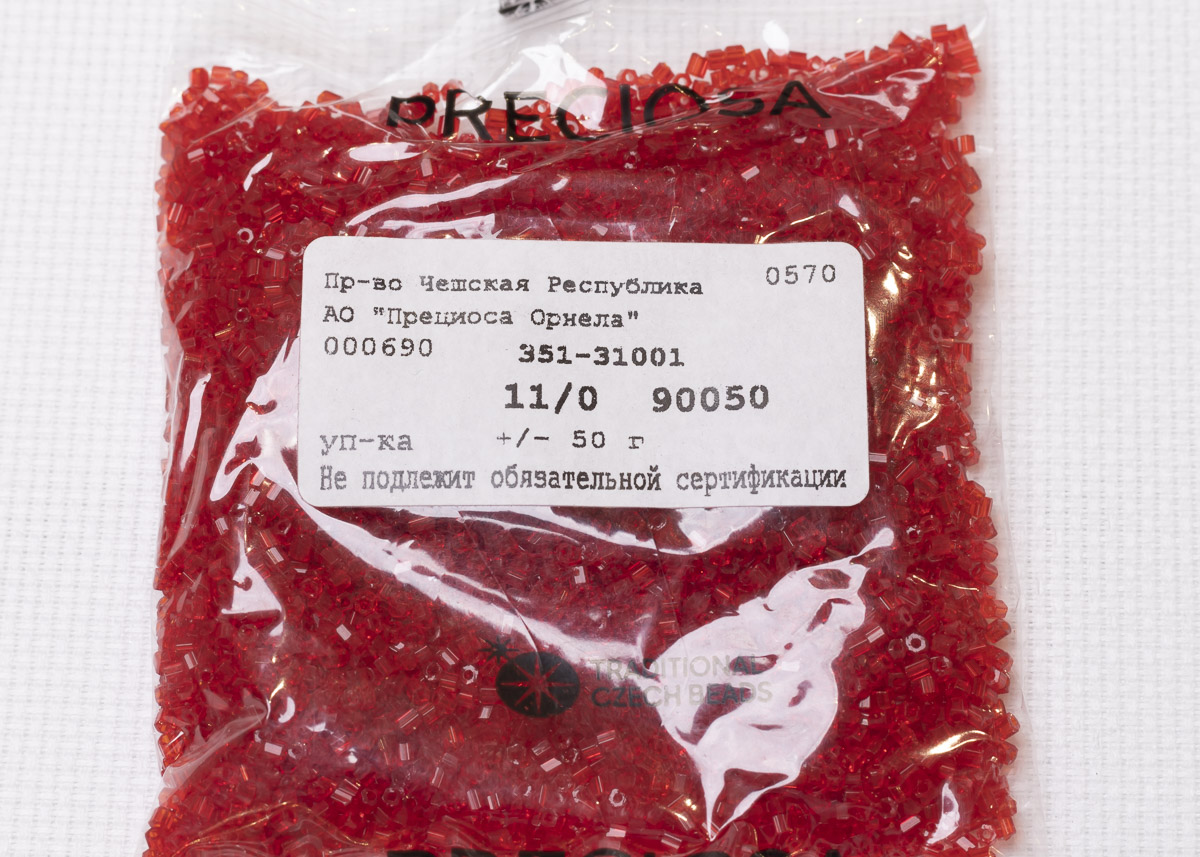 PRECIOSA
Пр-во Чешская Республика 0570
АО "Прециоса Орнела"
000690 351-31001
11/0 90050
уп-ка +/- 50 г
Не подлежит обязательной сертификации
TRADITIONAL
CZECH BEADS
PRECIOSA